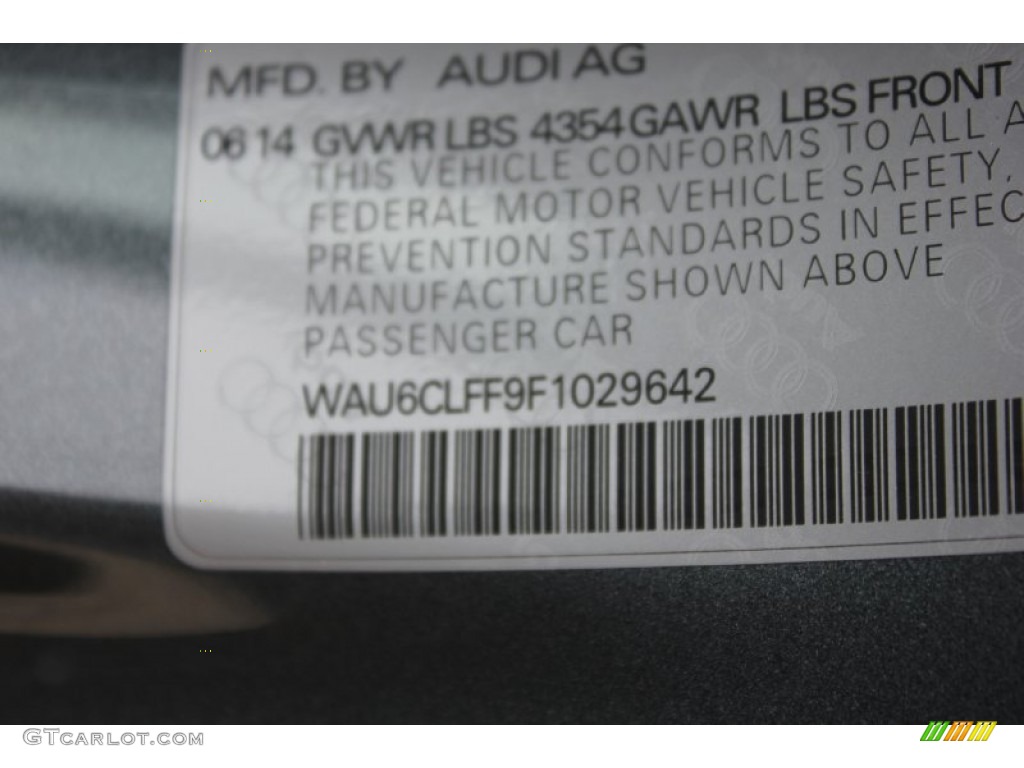 MFD. BY AUDI AG
06 14 GVWR LBS 4354 GAWR LBS FRONT
THIS VEHICLE CONFORMS TO ALL A
FEDERAL MOTOR VEHICLE SAFETY,
PREVENTION STANDARDS IN EFFEC
MANUFACTURE SHOWN ABOVE
PASSENGER CAR
WAU6CLFF9F1029642
GTCARLOT.COM